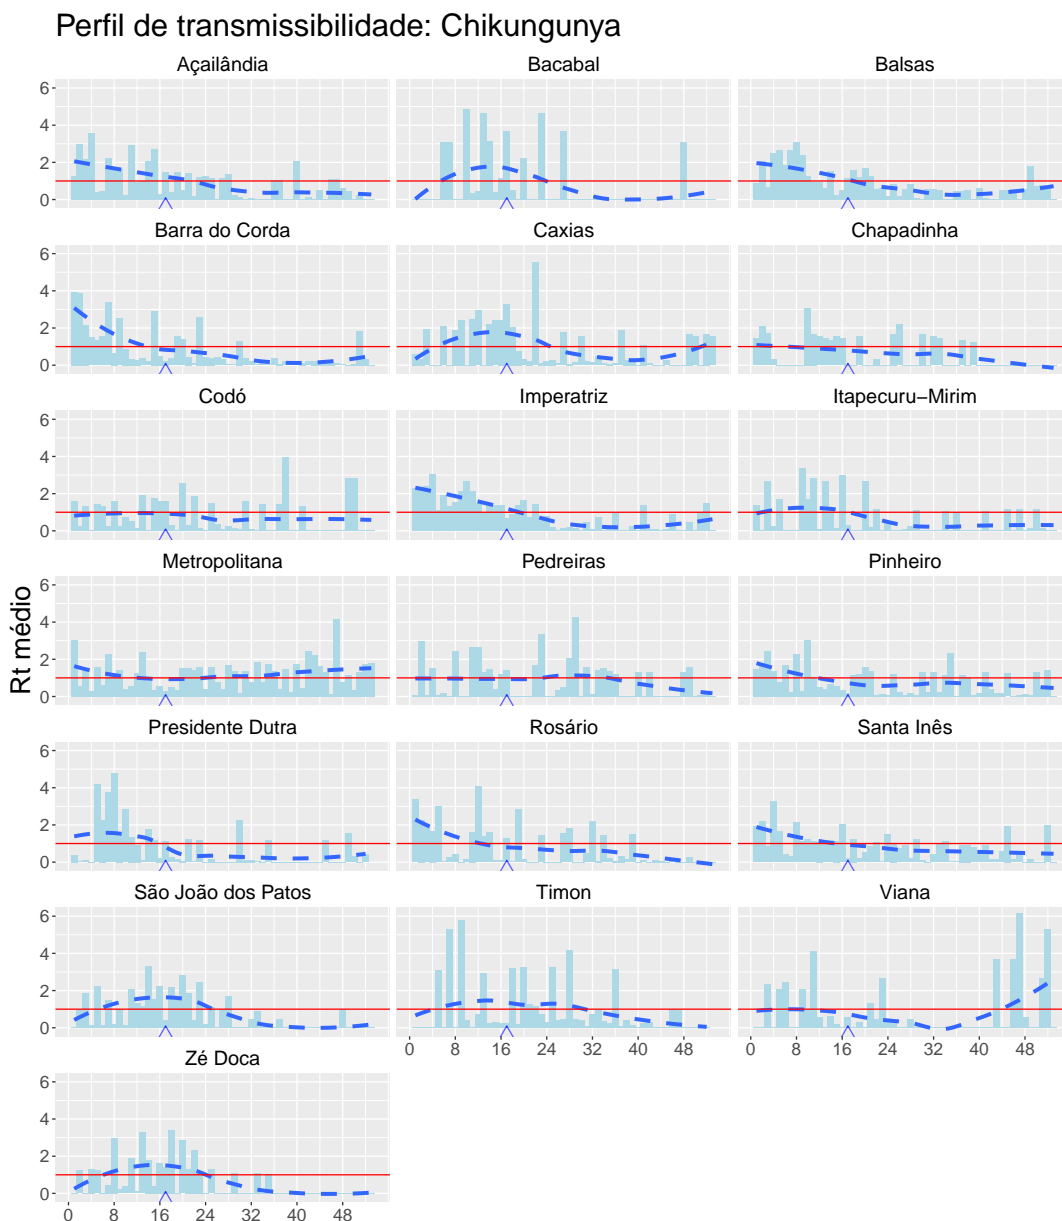 Perfil de transmissibilidade: Chikungunya
Açailândia Bacabal Balsas
6
4
2
0
Barra do Corda Caxias Chapadinha
6
4
2
0
Codó Imperatriz Itapecuru−Mirim
6
4
2
0
Metropolitana Pedreiras Pinheiro
6
4
2
0
Rt médio
Presidente Dutra Rosário Santa Inês
6
4
2
0
São João dos Patos Timon Viana
6
4
2
0
0 8 16 24 32 40 48 0 8 16 24 32 40 48
Zé Doca
6
4
2
0
0 8 16 24 32 40 48